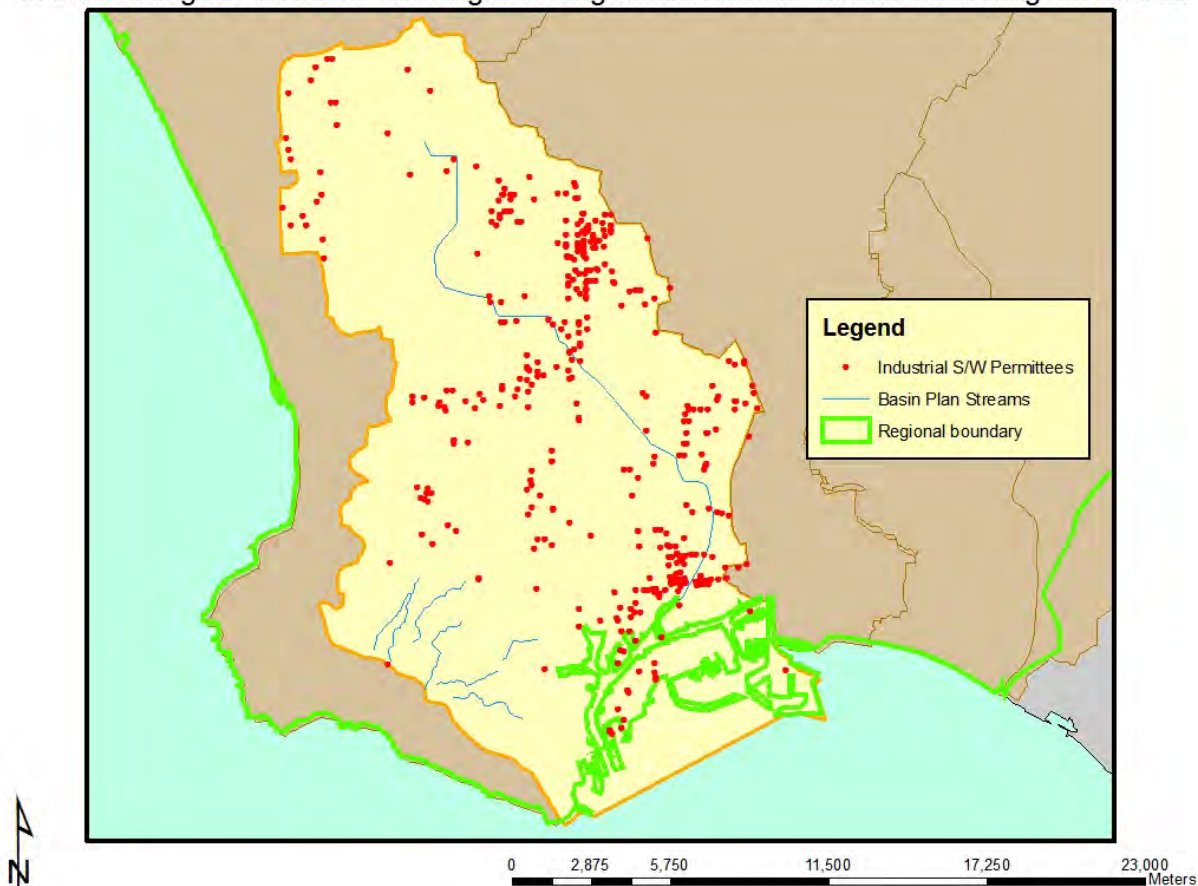 Legend
Industrial S/W Permittees
Basin Plan Streams
Regional boundary
N
0 2,875 5,750 11,500 17,250 23,000
Meters